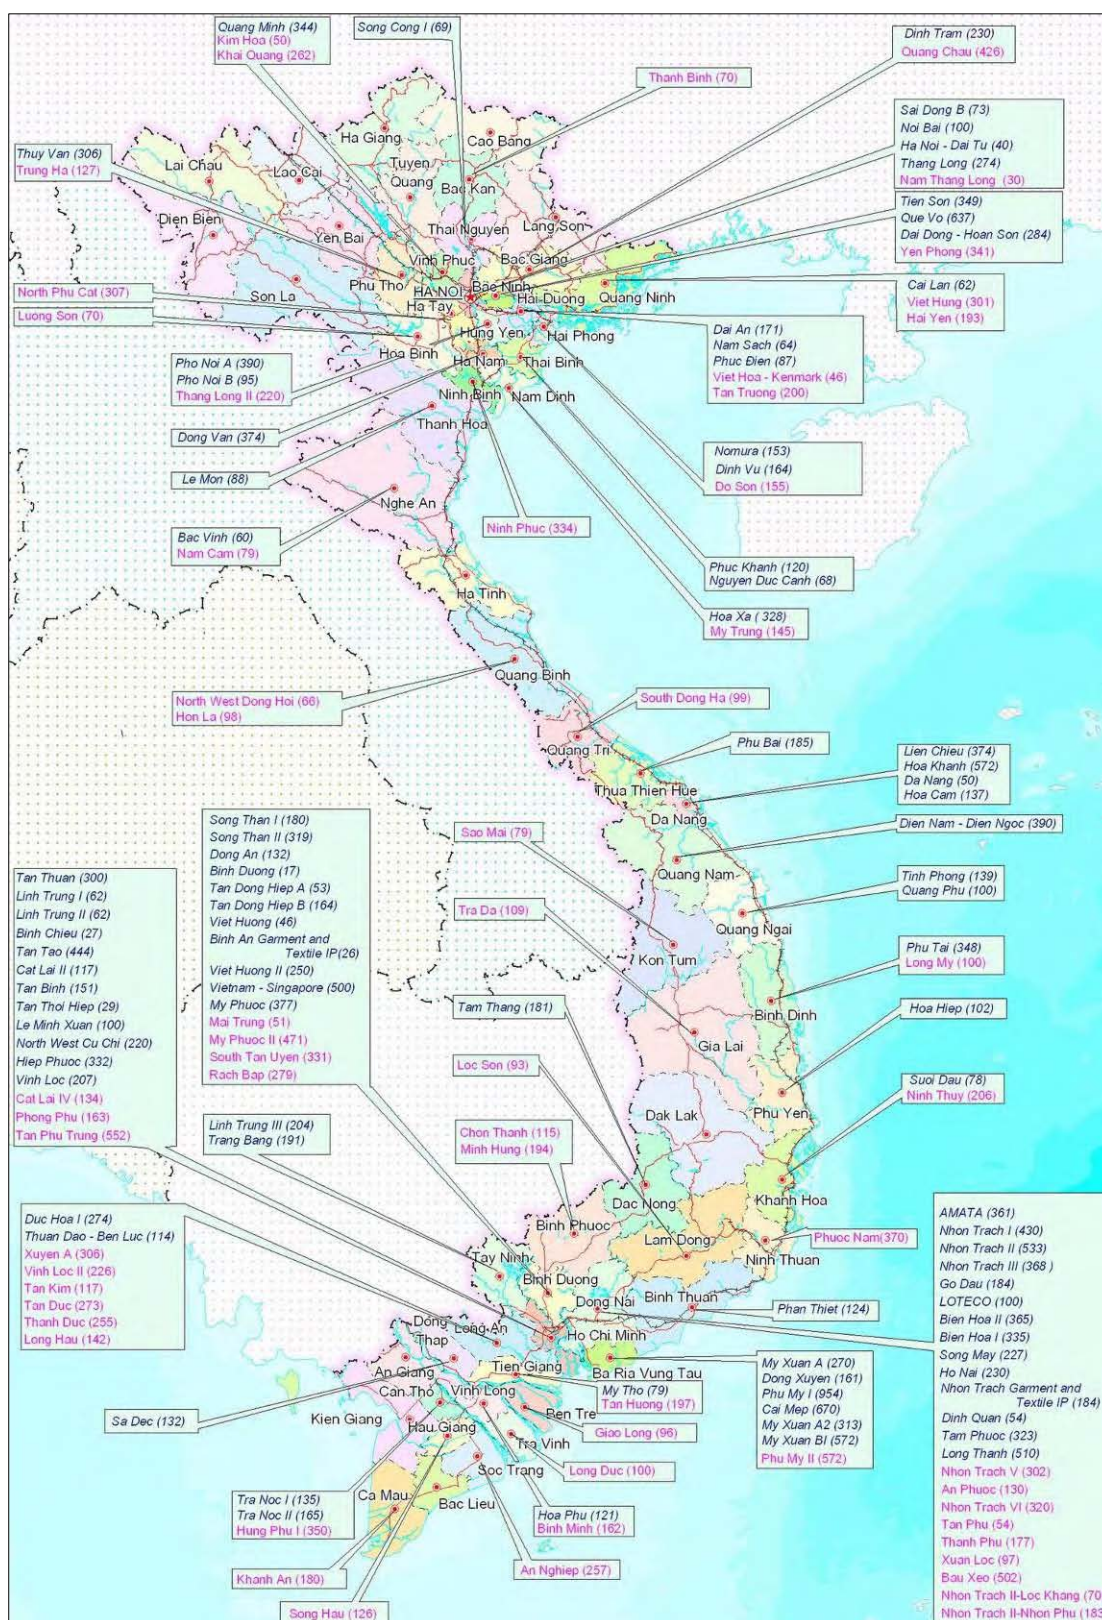 Quang Minh (344)
Kim Hoa (50)
Khai Quang (262)
Song Cong I (69)
Dinh Tram (230)
Quang Chau (426)
Thanh Binh (70)
Sai Dong B (73)
Noi Bai (100)
Ha Noi - Dai Tu (40)
Thang Long (274)
Nam Thang Long (30)
Thuy Van (306)
Trung Ha (127)
Tien Son (349)
Que Vo (637)
Dai Dong - Hoan Son (284)
Yen Phong (341)
North Phu Cat (307)
Luong Son (70)
Cai Lan (62)
Viet Hung (301)
Hai Yen (193)
Pho Noi A (390)
Pho Noi B (95)
Thang Long II (220)
Dai An (171)
Nam Sach (64)
Phuc Dien (87)
Viet Hoa - Kenmark (46)
Tan Truong (200)
Dong Van (374)
Nomura (153)
Dinh Vu (164)
Do Son (155)
Le Mon (88)
Bac Vinh (60)
Nam Cam (79)
Ninh Phuc (334)
Phuc Khanh (120)
Nguyen Duc Canh (68)
Hoa Xa ( 328)
My Trung (145)
Ha Giang
Cao Bang
Lai Chau
Lao Cai
Tuyen
Quang
Bac Kan
Dien Bien
Yen Bai
Thai Nguyen
Lang Son
Vinh Phuc
Bac Giang
Phu Tho
Son La
HA NOI
Bac Ninh
Quang Ninh
Ha Tay
Hai Duong
Hung Yen
Hai Phong
Hoa Binh
Ha Nam
Thai Binh
Ninh Binh
Nam Dinh
Thanh Hoa
Nghe An
Ha Tinh
Quang Binh
North West Dong Hoi (66)
Hon La (98)
South Dong Ha (99)
Quang Tri
Phu Bai (185)
Thua Thien Hue
Lien Chieu (374)
Hoa Khanh (572)
Da Nang (50)
Hoa Cam (137)
Da Nang
Dien Nam - Dien Ngoc (390)
Quang Nam
Sao Mai (79)
Tinh Phong (139)
Quang Phu (100)
Quang Ngai
Tra Da (109)
Kon Tum
Phu Tai (348)
Long My (100)
Binh Dinh
Tam Thang (181)
Gia Lai
Hoa Hiep (102)
Loc Son (93)
Phu Yen
Dak Lak
Suoi Dau (78)
Ninh Thuy (206)
Khanh Hoa
Song Than I (180)
Song Than II (319)
Dong An (132)
Binh Duong (17)
Tan Dong Hiep A (53)
Tan Dong Hiep B (164)
Viet Huong (46)
Binh An Garment and
Textile IP(26)
Viet Huong II (250)
Vietnam - Singapore (500)
My Phuoc (377)
Mai Trung (51)
My Phuoc II (471)
South Tan Uyen (331)
Rach Bap (279)
Tan Thuan (300)
Linh Trung I (62)
Linh Trung II (62)
Binh Chieu (27)
Tan Tao (444)
Cat Lai II (117)
Tan Binh (151)
Tan Thoi Hiep (29)
Le Minh Xuan (100)
North West Cu Chi (220)
Hiep Phuoc (332)
Vinh Loc (207)
Cat Lai IV (134)
Phong Phu (163)
Tan Phu Trung (552)
Linh Trung III (204)
Trang Bang (191)
Chon Thanh (115)
Minh Hung (194)
Dac Nong
Binh Phuoc
Lam Dong
Phuoc Nam(370)
Ninh Thuan
Tay Ninh
Binh Duong
Dong Nai
Binh Thuan
Phan Thiet (124)
Duc Hoa I (274)
Thuan Dao - Ben Luc (114)
Xuyen A (306)
Vinh Loc II (226)
Tan Kim (117)
Tan Duc (273)
Thanh Duc (255)
Long Hau (142)
Ho Chi Minh
Ba Ria Vung Tau
Dong
Thap
Long An
An Giang
Tien Giang
Can Tho
Vinh Long
Ben Tre
Kien Giang
Hau Giang
Tra Vinh
Soc Trang
Ca Mau
Bac Lieu
My Tho (79)
Tan Huong (197)
Giao Long (96)
Long Duc (100)
Sa Dec (132)
My Xuan A (270)
Dong Xuyen (161)
Phu My I (954)
Cai Mep (670)
My Xuan A2 (313)
My Xuan BI (572)
Phu My II (572)
Tra Noc I (135)
Tra Noc II (165)
Hung Phu I (350)
Hoa Phu (121)
Binh Minh (162)
An Nghiep (257)
Khanh An (180)
Song Hau (126)
AMATA (361)
Nhon Trach I (430)
Nhon Trach II (533)
Nhon Trach III (368 )
Go Dau (184)
LOTECO (100)
Bien Hoa II (365)
Bien Hoa I (335)
Song May (227)
Ho Nai (230)
Nhon Trach Garment and
Textile IP (184)
Dinh Quan (54)
Tam Phuoc (323)
Long Thanh (510)
Nhon Trach V (302)
An Phuoc (130)
Nhon Trach VI (320)
Tan Phu (54)
Thanh Phu (177)
Xuan Loc (97)
Bau Xeo (502)
Nhon Trach II-Loc Khang (70
Nhon Trach II-Nhon Phu (183